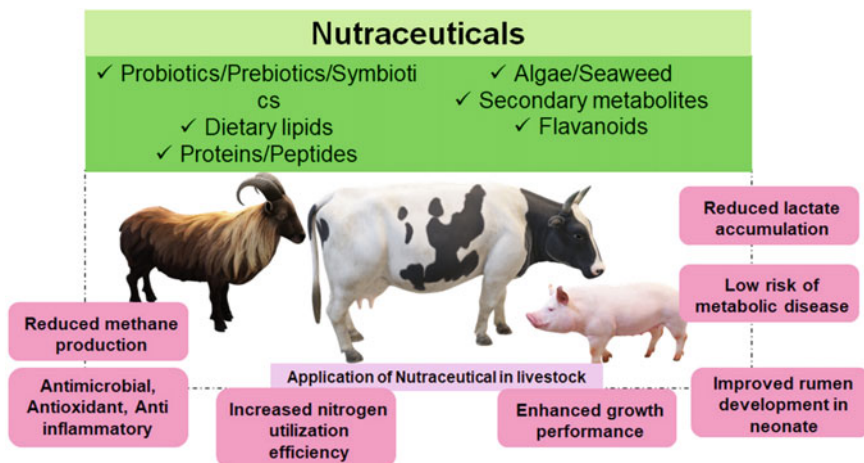 Nutraceuticals
✓ Probiotics/Prebiotics/Symbioti
cs
✓ Dietary lipids
✓ Proteins/Peptides
✓ Algae/Seaweed
✓ Secondary metabolites
✓ Flavanoids
Reduced lactate
accumulation
Low risk of
metabolic disease
Reduced methane
production
Application of Nutraceutical in livestock
Antimicrobial,
Antioxidant, Anti
inflammatory
Increased nitrogen
utilization
efficiency
Enhanced growth
performance
Improved rumen
development in
neonate